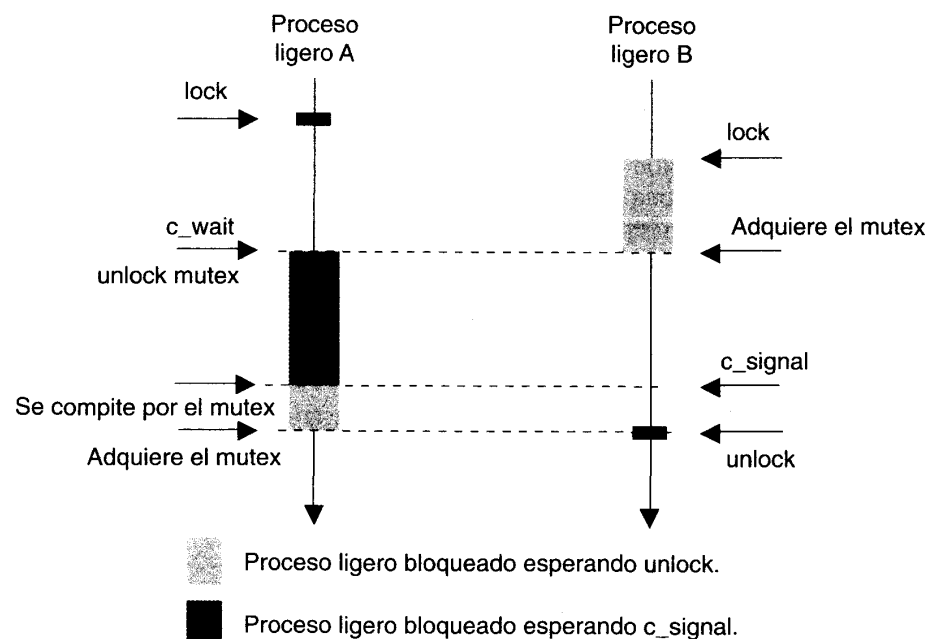 Proceso
ligero A
Proceso
ligero B
lock
lock
c_wait
Adquiere el mutex
unlock mutex
c_signal
Se compite por el mutex
Adquiere el mutex
unlock
Proceso ligero bloqueado esperando unlock.
Proceso ligero bloqueado esperando c_signal.